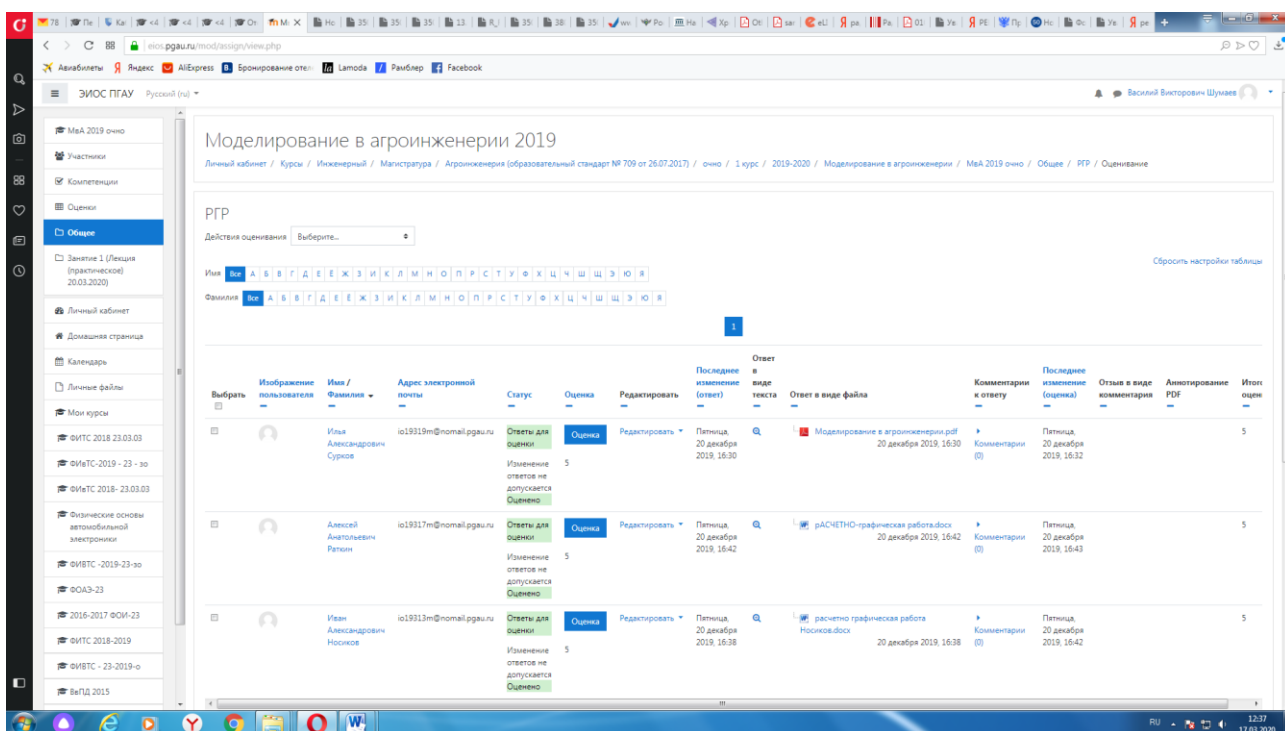 eios.pgau.ru/mod/assign/view.php
Авиабилеты Яндекс AliExpress Бронирование отел Lamoda Рамблер Facebook
ЭИОС ПГАУ Русский (ru)
Василий Викторович Шумаев
МвА 2019 очно
Участники
Компетенции
Оценки
Общее
Занятие 1 (Лекция
(практическое)
20.03.2020)
Личный кабинет
Домашняя страница
Календарь
Личные файлы
Мои курсы
ФИТС 2018 23.03.03
ФИвТС-2019 - 23 - зо
ФИвТС 2018- 23.03.03
Физические основы
автомобильной
электроники
ФИВТС -2019-23-зо
ФОАЭ-23
2016-2017 ФОИ-23
ФИТС 2018-2019
ФИВТС - 23-2019-о
ВвПД 2015
Моделирование в агроинженерии 2019
Личный кабинет / Курсы / Инженерный / Магистратура / Агроинженерия (образовательный стандарт № 709 от 26.07.2017) / очно / 1 курс / 2019-2020 / Моделирование в агроинженерии / МвА 2019 очно / Общее / РГР / Оценивание
РГР
Действия оценивания Выберите...
Сбросить настройки таблицы
Имя Все А Б В Г Д Е Ё Ж З И К Л М Н О П Р С Т У Ф Х Ц Ч Ш Щ Э Ю Я
Фамилия Все А Б В Г Д Е Ё Ж З И К Л М Н О П Р С Т У Ф Х Ц Ч Ш Щ Э Ю Я
1
Выбрать
Изображение
пользователя
Имя /
Фамилия
Адрес электронной
почты
Статус
Оценка
Редактировать
Последнее
изменение
(ответ)
Ответ
в
виде
текста
Ответ в виде файла
Комментарии
к ответу
Последнее
изменение
(оценка)
Отзыв в виде
комментария
Аннотирование
PDF
Итого
оцен
Илья
Александрович
Сурков
io19319m@nomail.pgau.ru
Ответы для
оценки
Изменение
ответов не
допускается
Оценено
Оценка
5
Редактировать
Пятница,
20 декабря
2019, 16:30
Моделирование в агроинженерии.pdf
20 декабря 2019, 16:30
Комментарии
(0)
Пятница,
20 декабря
2019, 16:32
5
Алексей
Анатольевич
Раткин
io19317m@nomail.pgau.ru
Ответы для
оценки
Изменение
ответов не
допускается
Оценено
Оценка
5
Редактировать
Пятница,
20 декабря
2019, 16:42
рАСЧЕТНО-графическая работа.docx
20 декабря 2019, 16:42
Комментарии
(0)
Пятница,
20 декабря
2019, 16:43
5
Иван
Александрович
Носиков
io19313m@nomail.pgau.ru
Ответы для
оценки
Изменение
ответов не
допускается
Оценено
Оценка
5
Редактировать
Пятница,
20 декабря
2019, 16:38
расчетно графическая работа
Носиков.docx
20 декабря 2019, 16:38
Комментарии
(0)
Пятница,
20 декабря
2019, 16:42
5
RU
12:37
17.03.2020